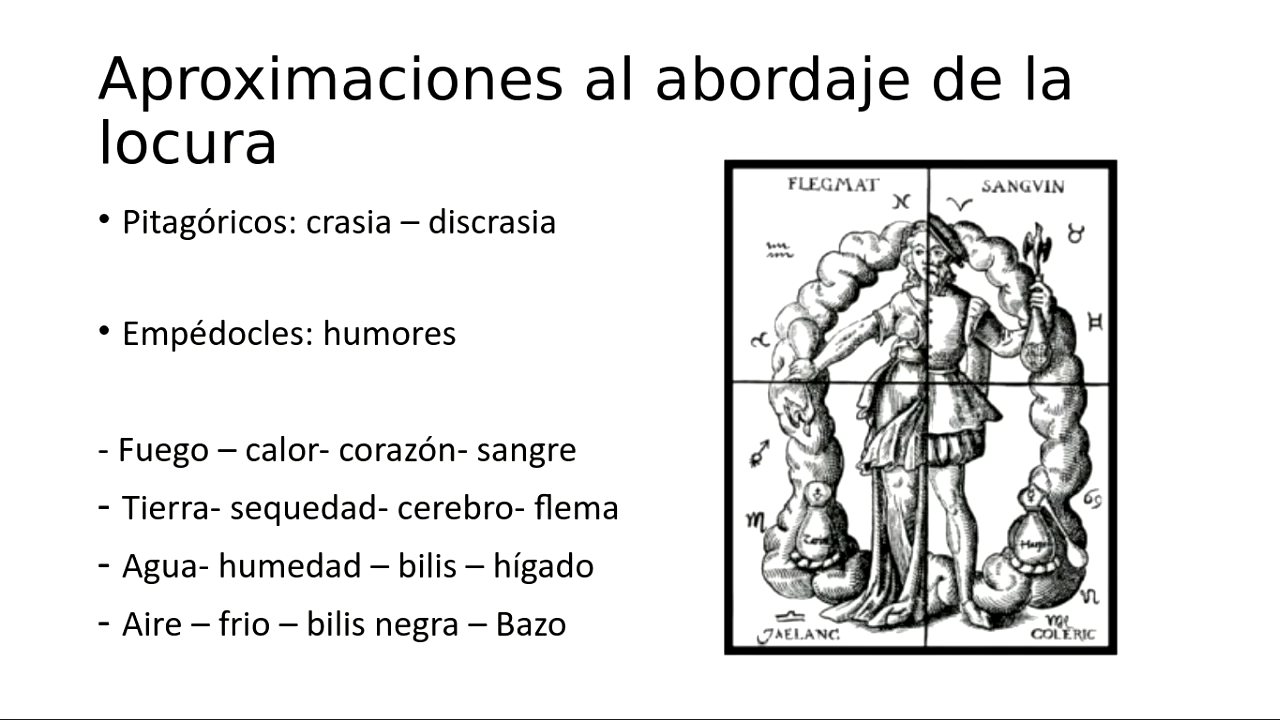 Aproximaciones al abordaje de la
locura
• Pitagóricos: crasia – discrasia
• Empédocles: humores
- Fuego – calor- corazón- sangre
- Tierra- sequedad- cerebro- flema
- Agua- humedad – bilis – hígado
- Aire – frio – bilis negra – Bazo
FLEGMAT
SANGVIN
COLERIC